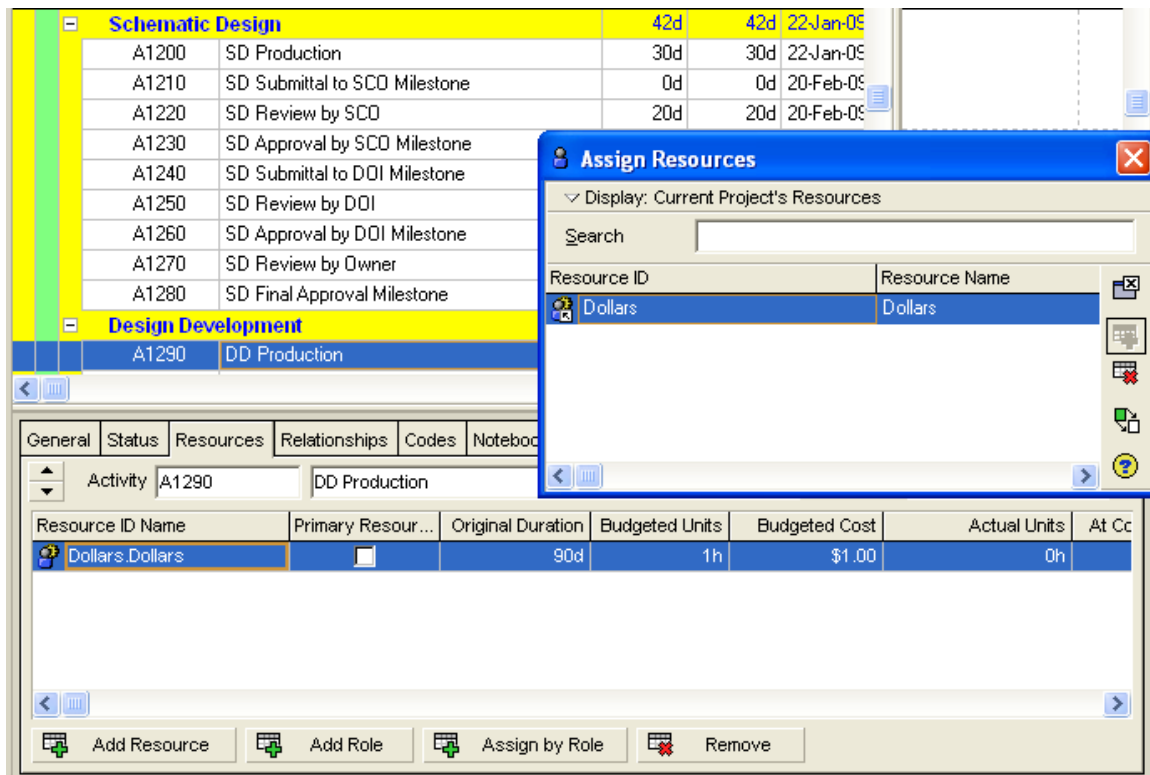 Schematic Design 42d 42d 22-Jan-09
A1200 SD Production 30d 30d 22-Jan-09
A1210 SD Submittal to SCO Milestone 0d 0d 20-Feb-09
A1220 SD Review by SCO 20d 20d 20-Feb-09
A1230 SD Approval by SCO Milestone
A1240 SD Submittal to DOI Milestone
A1250 SD Review by DOI
A1260 SD Approval by DOI Milestone
A1270 SD Review by Owner
A1280 SD Final Approval Milestone
Design Development
A1290 DD Production
Assign Resources
Display: Current Project's Resources
Search
Resource ID Resource Name
Dollars Dollars
General Status Resources Relationships Codes Noteboo
Activity A1290 DD Production
Resource ID Name Primary Resour... Original Duration Budgeted Units Budgeted Cost Actual Units At Co
Dollars.Dollars 90d 1h $1.00 0h
Add Resource Add Role Assign by Role Remove